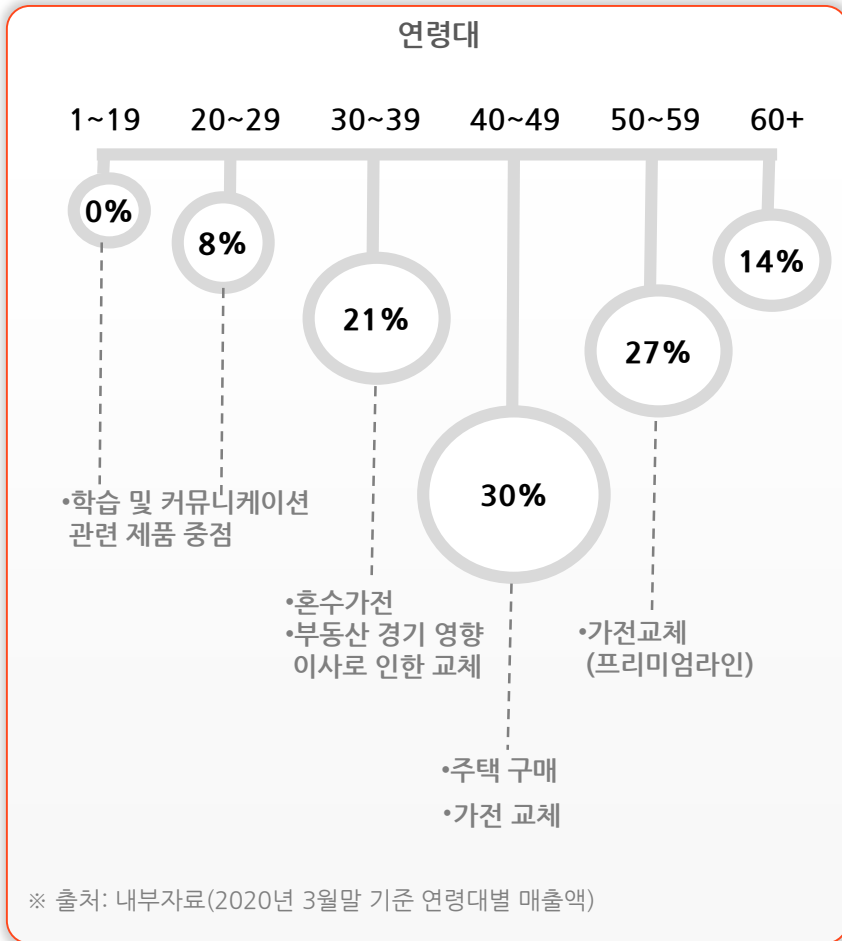 연령대
1~19 20~29 30~39 40~49 50~59 60+
0%
8%
14%
21%
27%
30%
•학습 및 커뮤니케이션
관련 제품 중점
•혼수가전
•부동산 경기 영향
이사로 인한 교체
•가전교체
(프리미엄라인)
•주택 구매
•가전 교체
※ 출처: 내부자료(2020년 3월말 기준 연령대별 매출액)